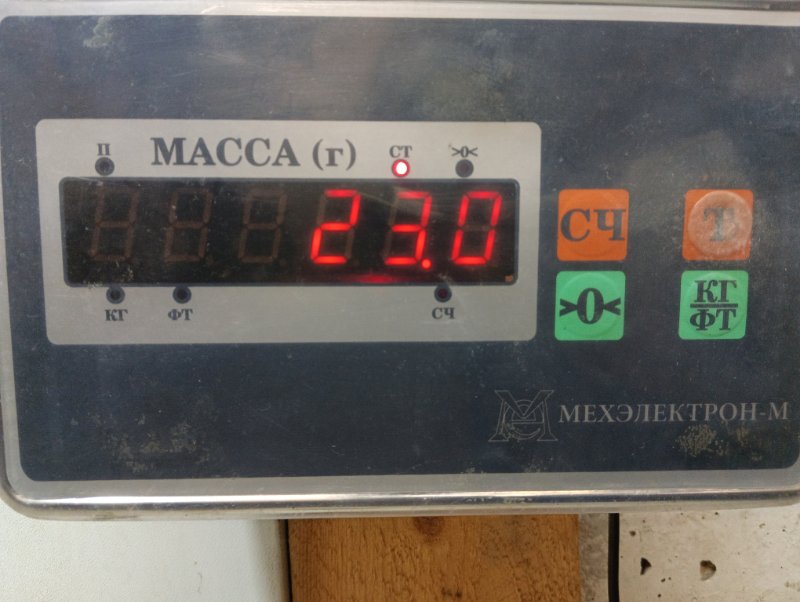 П МАССА (г) СТ >0<
23.0
КГ ФТ СЧ
СЧ Т
>0< КГ
ФТ
МЕХЭЛЕКТРОН-М